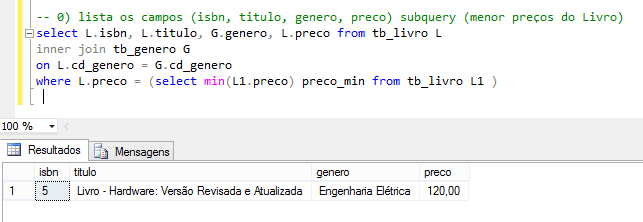 -- 0) lista os campos (isbn, titulo, genero, preco) subquery (menor preços do Livro)
select L.isbn, L.titulo, G.genero, L.preco from tb_livro L
inner join tb_genero G
on L.cd_genero = G.cd_genero
where L.preco = (select min(L1.preco) preco_min from tb_livro L1 )
100 %
Resultados Mensagens
isbn titulo genero preco
1 5 Livro - Hardware: Versão Revisada e Atualizada Engenharia Elétrica 120,00